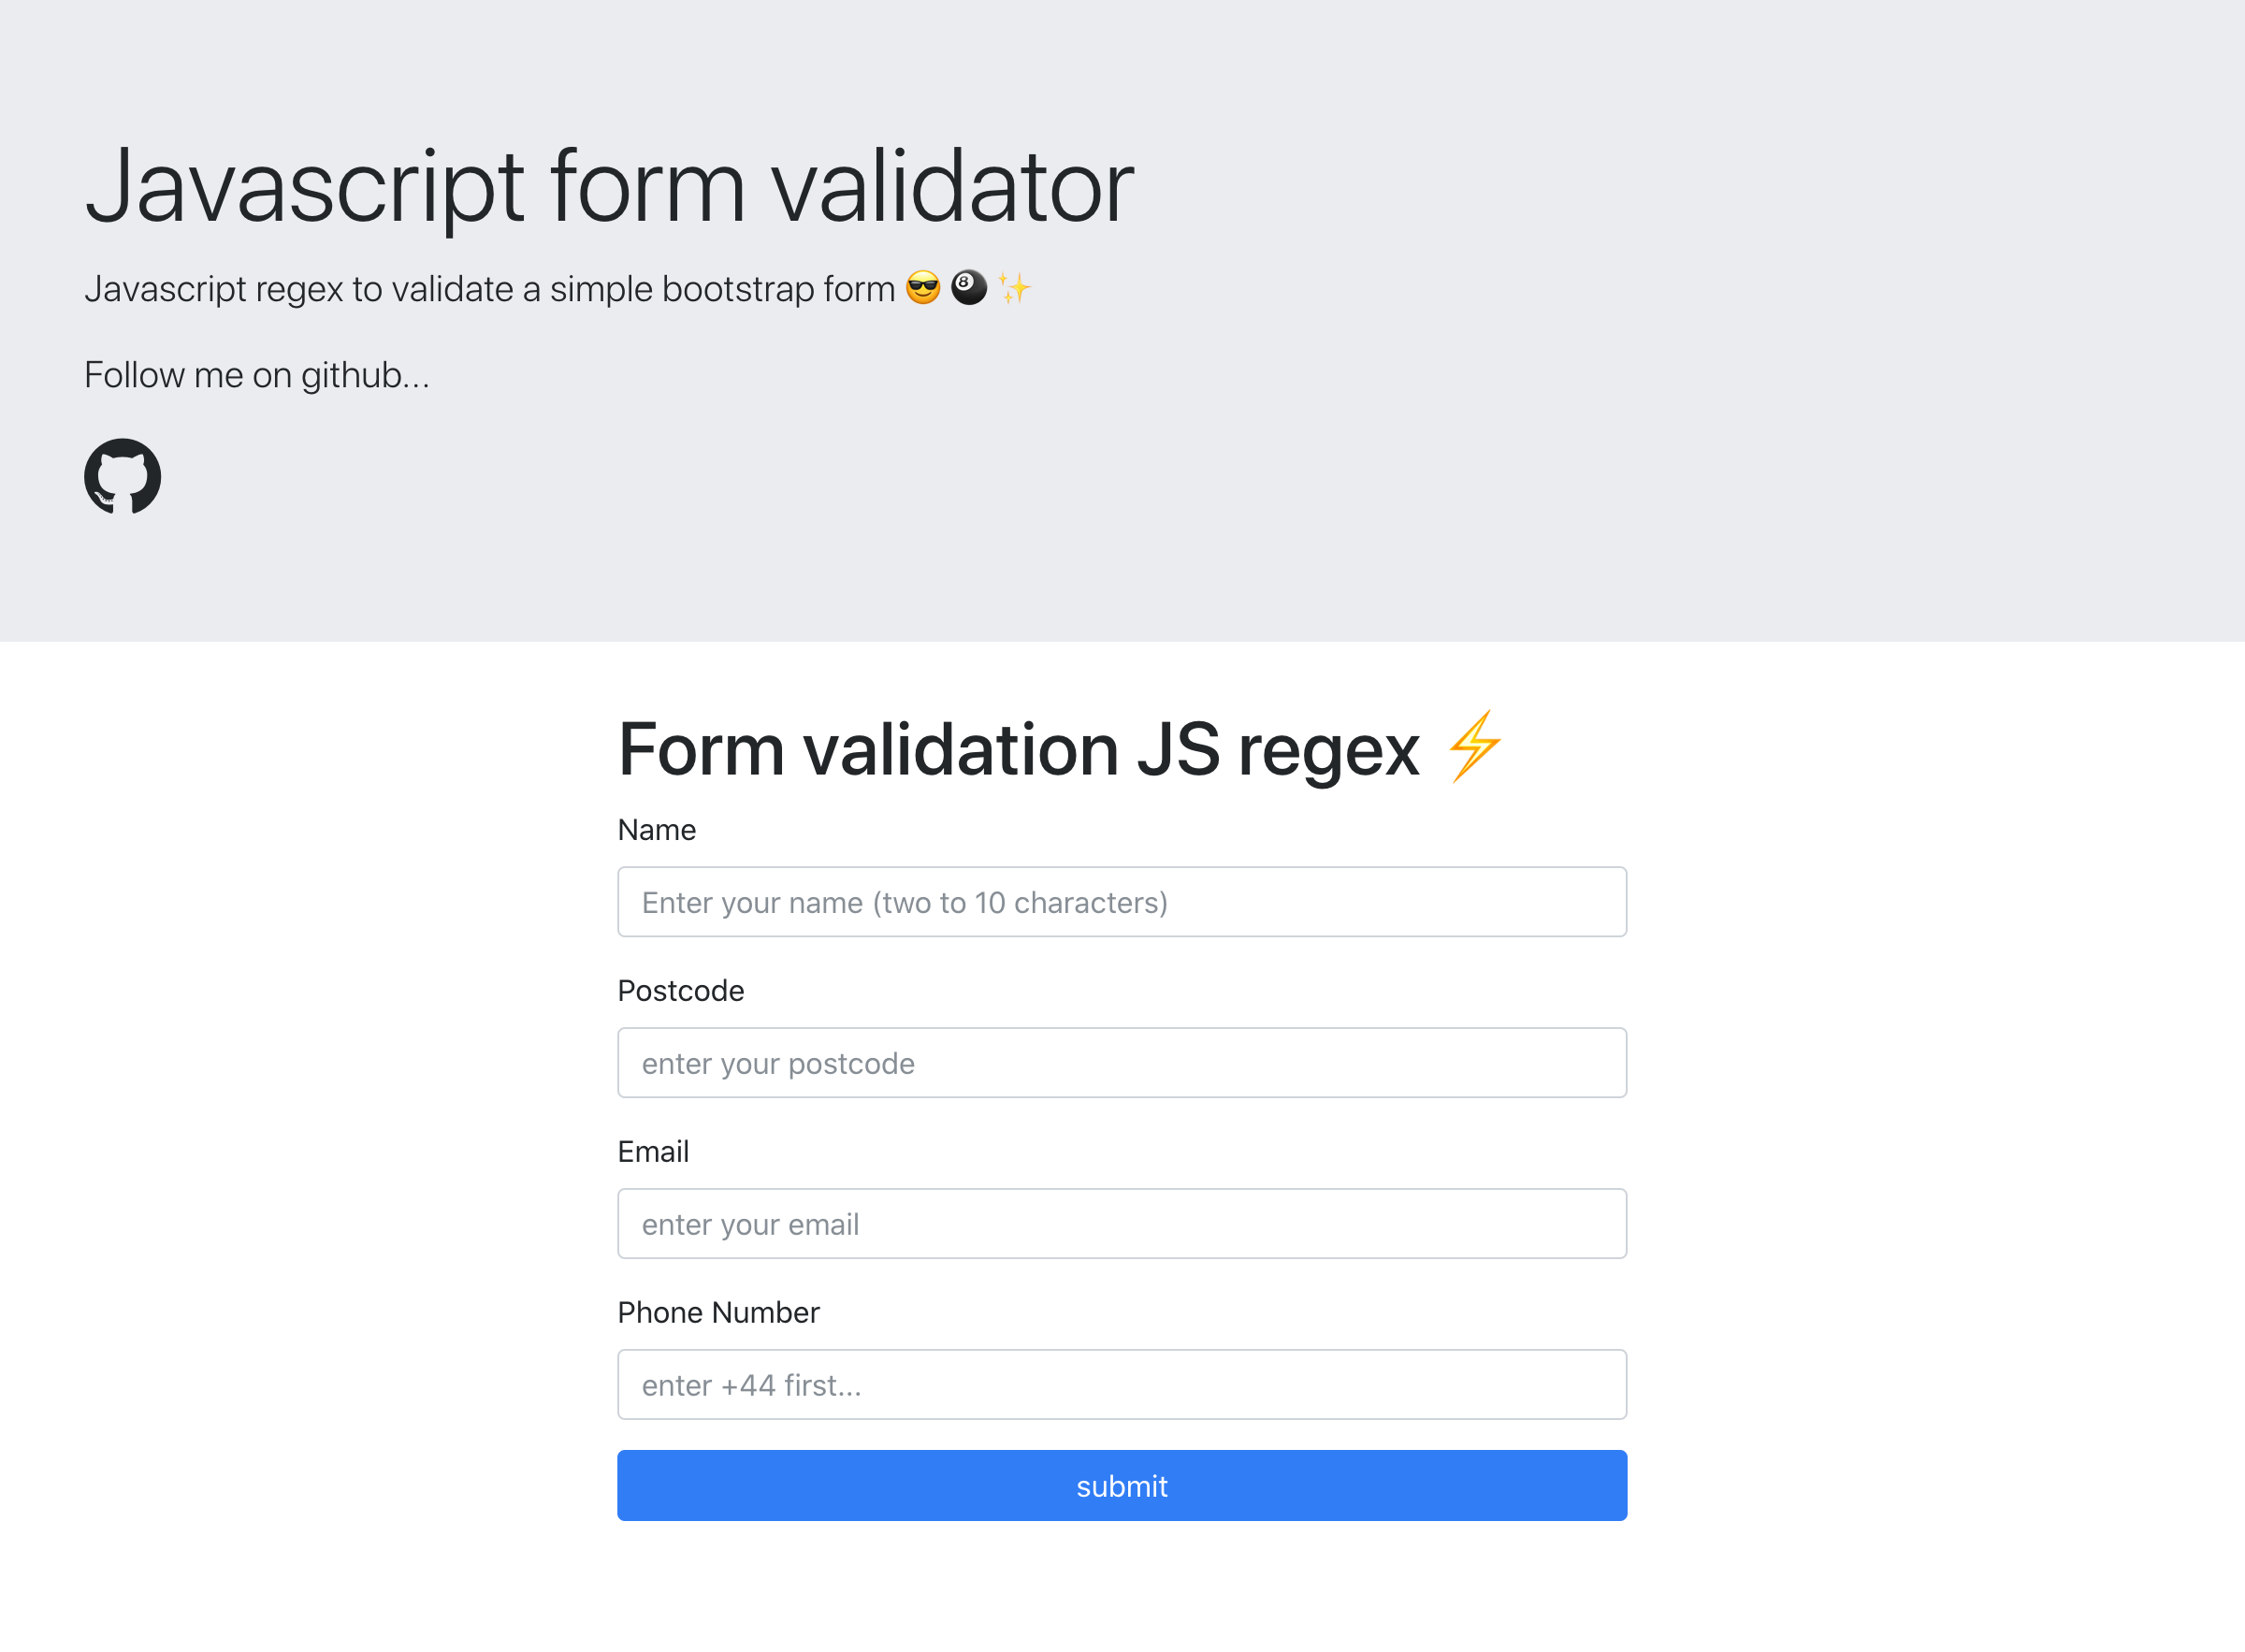 Javascript form validator
Javascript regex to validate a simple bootstrap form 😎 🎱 ✨
Follow me on github...
Form validation JS regex ⚡
Name
Enter your name (two to 10 characters)
Postcode
enter your postcode
Email
enter your email
Phone Number
enter +44 first...
submit